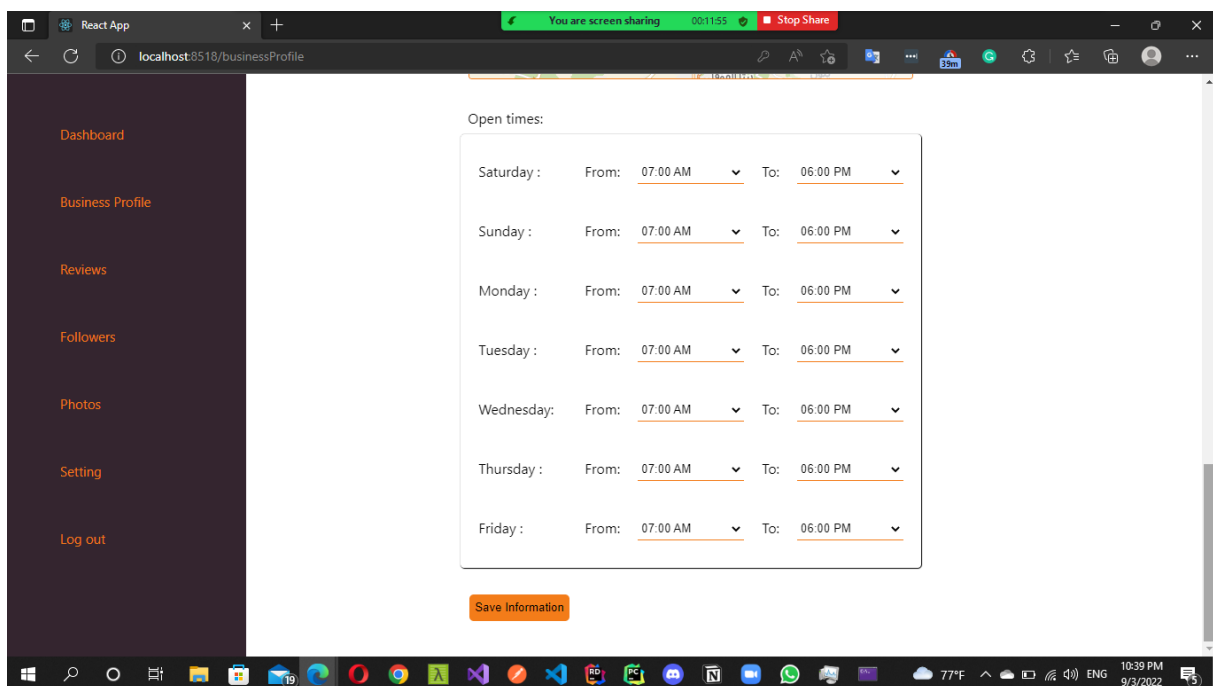 React App
You are screen sharing 00:11:55 Stop Share
localhost:8518/businessProfile
39m
Dashboard
Business Profile
Reviews
Followers
Photos
Setting
Log out
Open times:
Saturday : From: 07:00 AM To: 06:00 PM
Sunday : From: 07:00 AM To: 06:00 PM
Monday : From: 07:00 AM To: 06:00 PM
Tuesday : From: 07:00 AM To: 06:00 PM
Wednesday: From: 07:00 AM To: 06:00 PM
Thursday : From: 07:00 AM To: 06:00 PM
Friday : From: 07:00 AM To: 06:00 PM
Save Information
19
77°F ENG 10:39 PM
9/3/2022 5